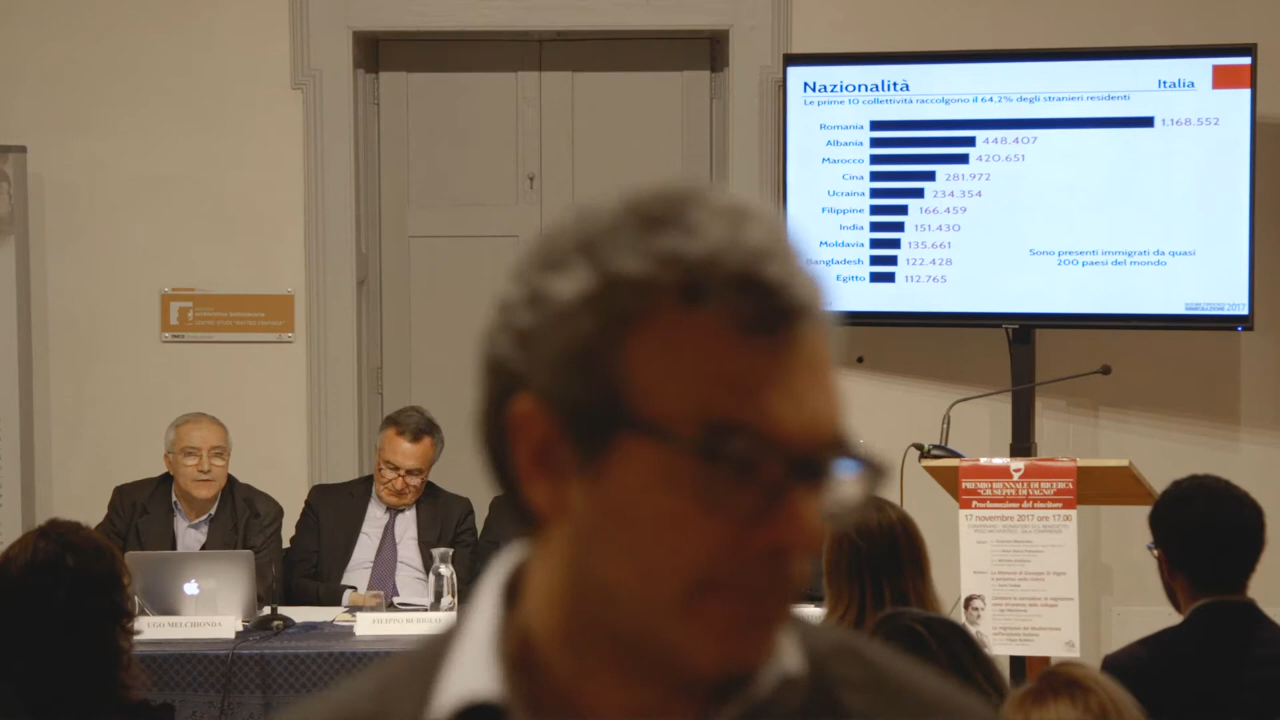 Nazionalità
Italia
Le prime 10 collettività raccolgono il 64,2% degli stranieri residenti
Romania 1.168.552
Albania 448.407
Marocco 420.651
Cina 281.972
Ucraina 234.354
Filippine 166.459
India 151.430
Moldavia 135.661
Bangladesh 122.428
Egitto 112.765
Sono presenti immigrati da quasi
200 paesi del mondo
2017
UGO MELCHIONDA
FILIPPO
PREMIO BIENNALE DI RICERCA
"GIUSEPPE DI VAGNO"
Proclamazione del vincitore
17 novembre 2017 ore 17.00